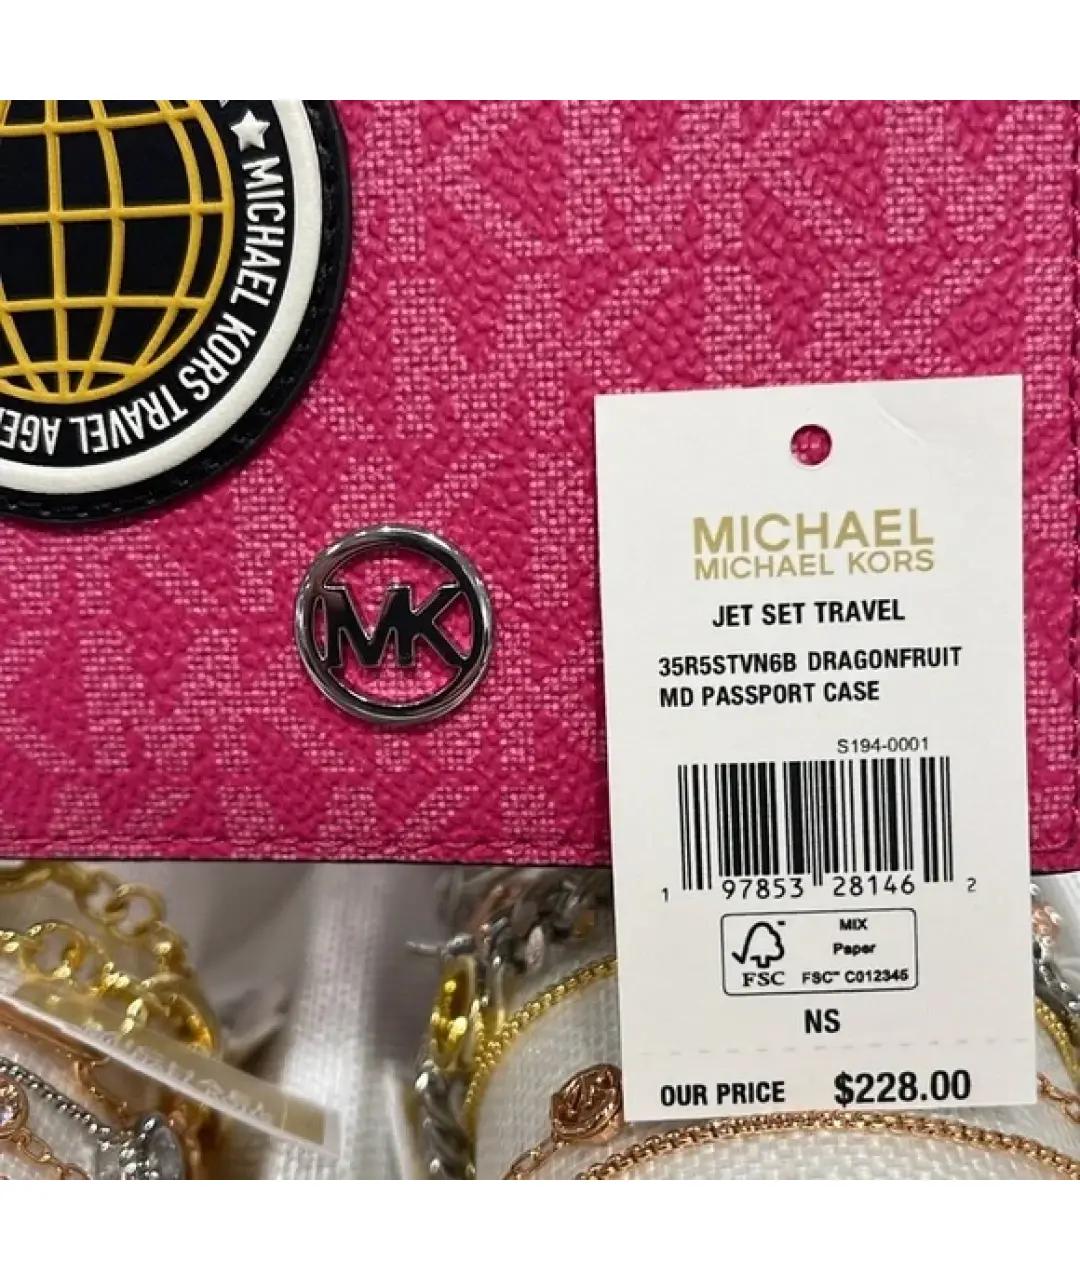 MICHAEL KORS TRAVEL AGE
MK
MICHAEL
MICHAEL KORS
JET SET TRAVEL
35R5STVN6B DRAGONFRUIT
MD PASSPORT CASE
S194-0001
1 97853 28146 2
MIX
Paper
FSC FSC™ C012345
NS
OUR PRICE $228.00